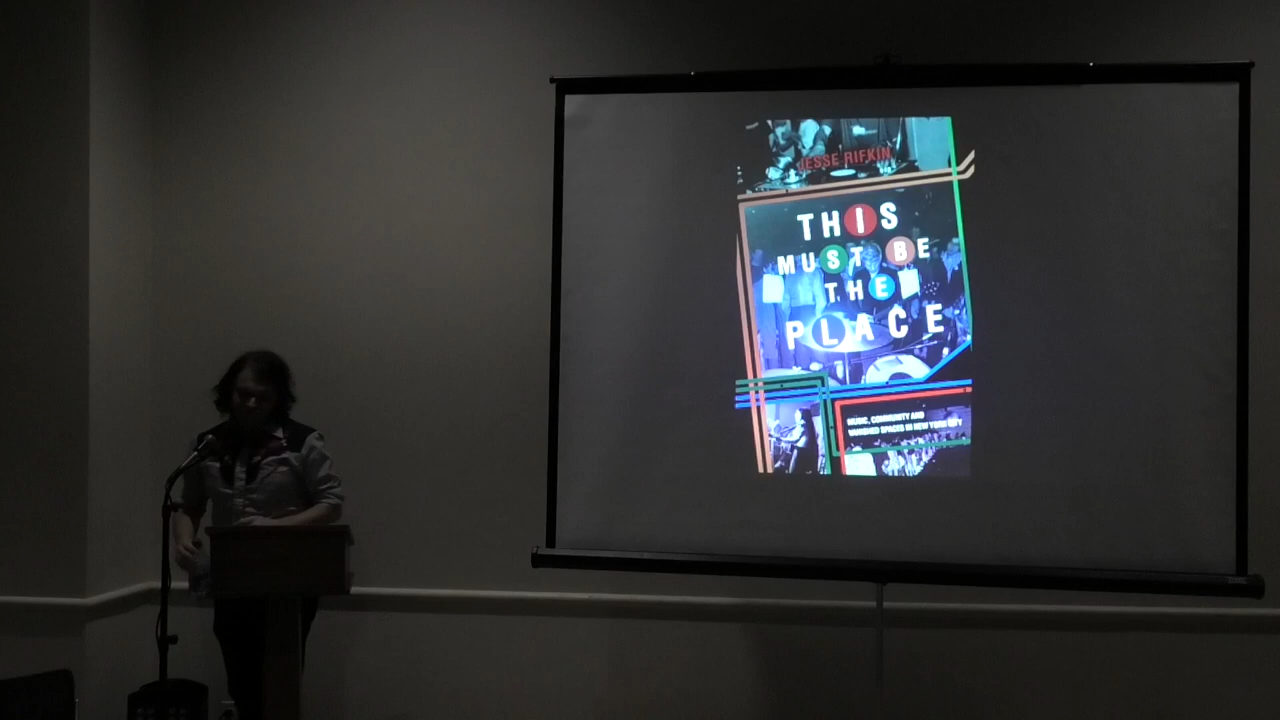 JESSE RIFKIN
THIS
MUST BE
THE
PLACE
MUSIC, COMMUNITY AND
VANISHED SPACES IN NEW YORK CITY